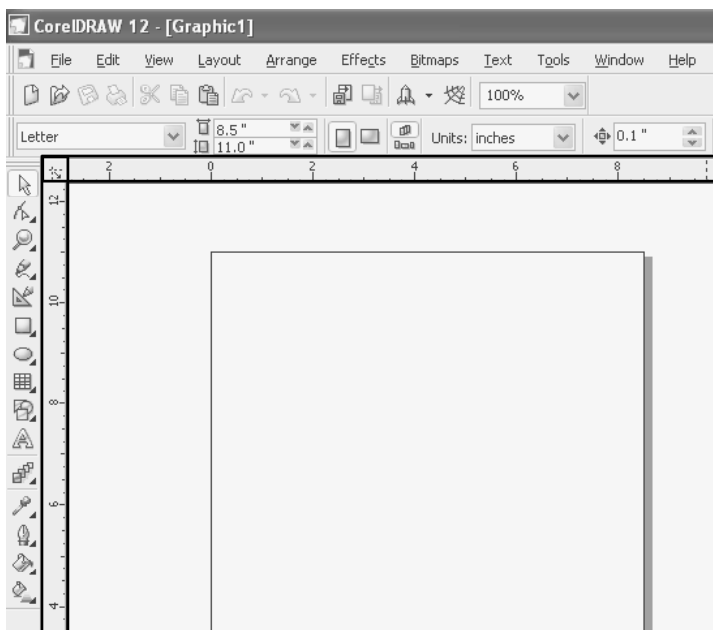 CorelDRAW 12 - [Graphic1]
File Edit View Layout Arrange Effects Bitmaps Text Tools Window Help
100%
Letter 8.5 " 11.0 " Units: inches 0.1 "
2 0 2 4 6 8
12
10
8
6
4